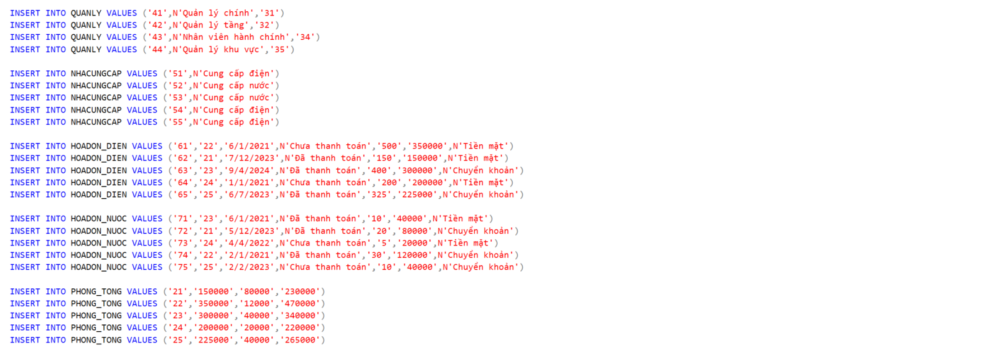 INSERT INTO QUANLY VALUES ('41',N'Quản lý chính','31')
INSERT INTO QUANLY VALUES ('42',N'Quản lý tầng','32')
INSERT INTO QUANLY VALUES ('43',N'Nhân viên hành chính','34')
INSERT INTO QUANLY VALUES ('44',N'Quản lý khu vực','35')
INSERT INTO NHACUNGCAP VALUES ('51',N'Cung cấp điện')
INSERT INTO NHACUNGCAP VALUES ('52',N'Cung cấp nước')
INSERT INTO NHACUNGCAP VALUES ('53',N'Cung cấp nước')
INSERT INTO NHACUNGCAP VALUES ('54',N'Cung cấp điện')
INSERT INTO NHACUNGCAP VALUES ('55',N'Cung cấp điện')
INSERT INTO HOADON_DIEN VALUES ('61','22','6/1/2021',N'Chưa thanh toán','500','350000',N'Tiền mặt')
INSERT INTO HOADON_DIEN VALUES ('62','21','7/12/2023',N'Đã thanh toán','150','150000',N'Tiền mặt')
INSERT INTO HOADON_DIEN VALUES ('63','23','9/4/2024',N'Đã thanh toán','400','300000',N'Chuyển khoản')
INSERT INTO HOADON_DIEN VALUES ('64','24','1/1/2021',N'Chưa thanh toán','200','200000',N'Tiền mặt')
INSERT INTO HOADON_DIEN VALUES ('65','25','6/7/2023',N'Đã thanh toán','325','225000',N'Chuyển khoản')
INSERT INTO HOADON_NUOC VALUES ('71','23','6/1/2021',N'Đã thanh toán','10','40000',N'Tiền mặt')
INSERT INTO HOADON_NUOC VALUES ('72','21','5/12/2023',N'Đã thanh toán','20','80000',N'Chuyển khoản')
INSERT INTO HOADON_NUOC VALUES ('73','24','4/4/2022',N'Chưa thanh toán','5','20000',N'Tiền mặt')
INSERT INTO HOADON_NUOC VALUES ('74','22','2/1/2021',N'Đã thanh toán','30','120000',N'Chuyển khoản')
INSERT INTO HOADON_NUOC VALUES ('75','25','2/2/2023',N'Chưa thanh toán','10','40000',N'Chuyển khoản')
INSERT INTO PHONG_TONG VALUES ('21','150000','80000','230000')
INSERT INTO PHONG_TONG VALUES ('22','350000','12000','470000')
INSERT INTO PHONG_TONG VALUES ('23','300000','40000','340000')
INSERT INTO PHONG_TONG VALUES ('24','200000','20000','220000')
INSERT INTO PHONG_TONG VALUES ('25','225000','40000','265000')